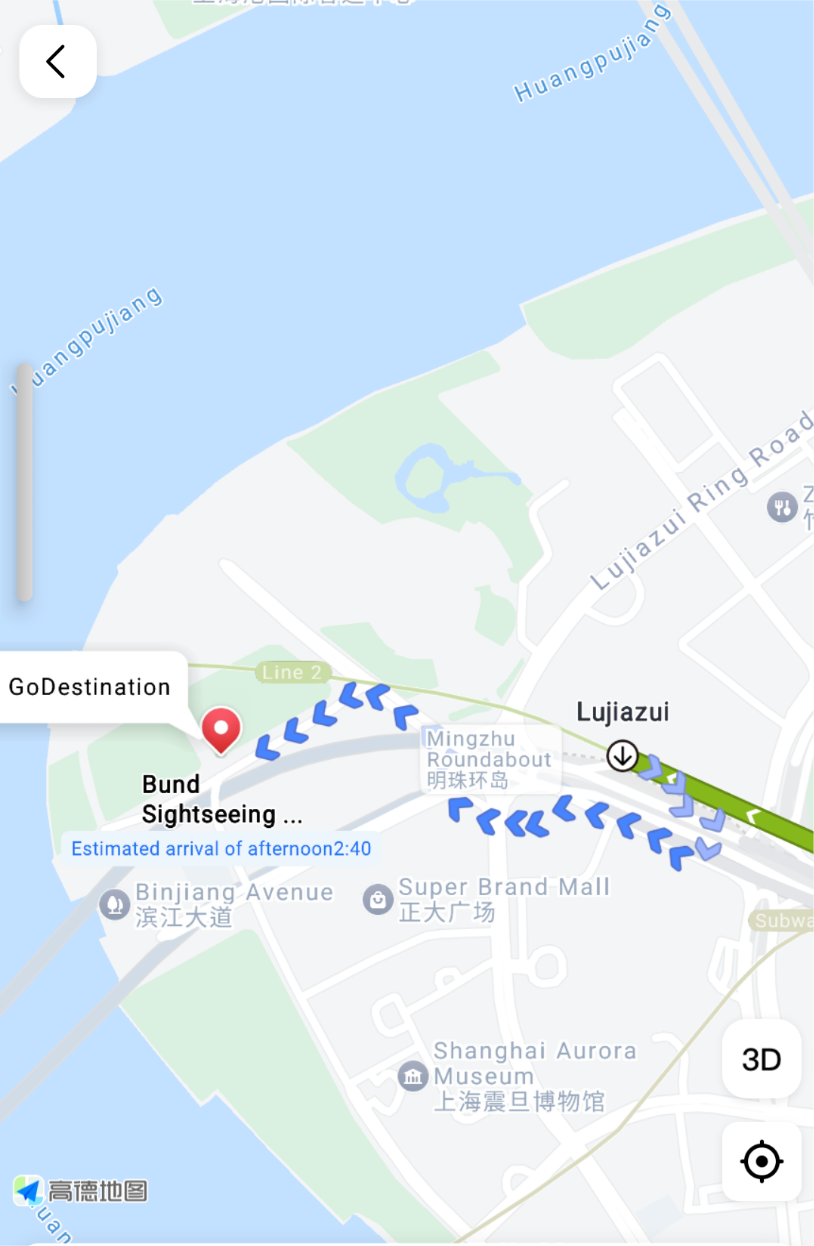 Huangpujiang
Huangpujiang
Lujiazui Ring Road
Line 2
GoDestination
Lujiazui
Mingzhu
Roundabout
明珠环岛
Bund
Sightseeing ...
Estimated arrival of afternoon2:40
Binjiang Avenue
滨江大道
Super Brand Mall
正大广场
Subwa
Shanghai Aurora
Museum
上海震旦博物馆
3D
高德地图